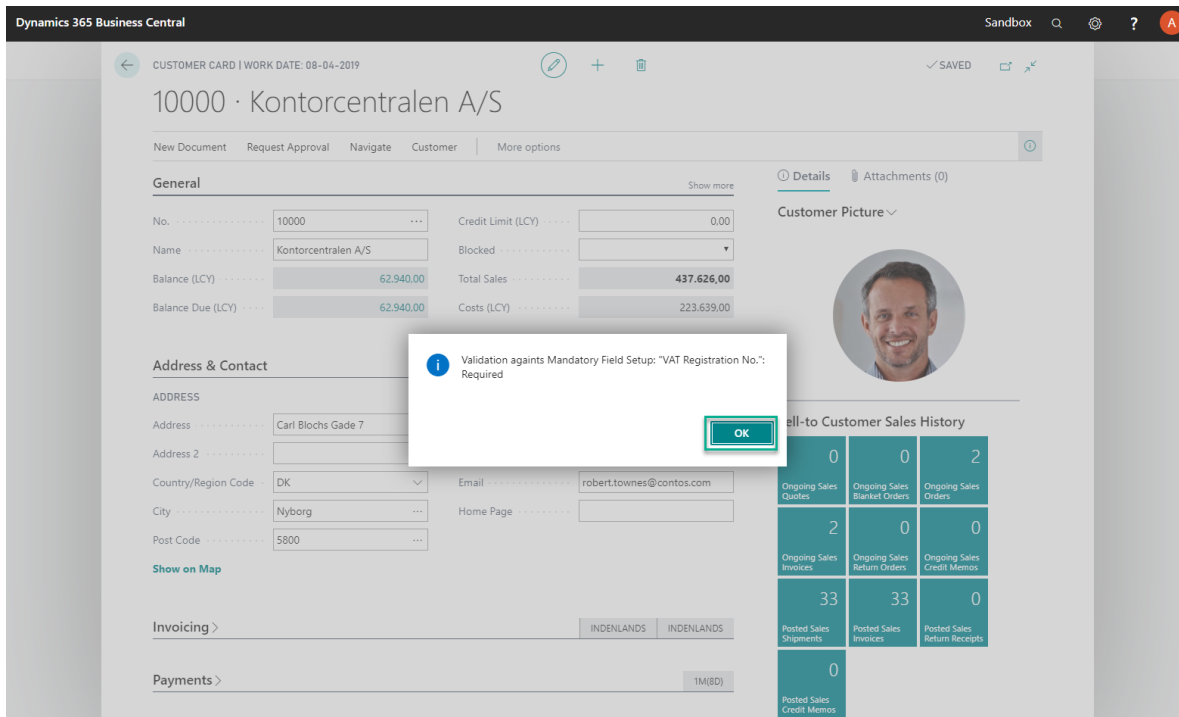 Dynamics 365 Business Central
Sandbox
?
A
CUSTOMER CARD | WORK DATE: 08-04-2019
SAVED
10000 · Kontorcentralen A/S
New Document
Request Approval
Navigate
Customer
More options
General
Show more
No.
10000
Credit Limit (LCY)
0,00
Name
Kontorcentralen A/S
Blocked
Balance (LCY)
62.940,00
Total Sales
437.626,00
Balance Due (LCY)
62.940,00
Costs (LCY)
223.639,00
Address & Contact
ADDRESS
Address
Carl Blochs Gade 7
Address 2
Country/Region Code
DK
Email
robert.townes@contos.com
City
Nyborg
Home Page
Post Code
5800
Show on Map
Invoicing
INDENLANDS
INDENLANDS
Payments
1M(8D)
Validation againts Mandatory Field Setup: "VAT Registration No.":
Required
OK
Details
Attachments (0)
Customer Picture
ell-to Customer Sales History
0
Ongoing Sales
Quotes
0
Ongoing Sales
Blanket Orders
2
Ongoing Sales
Orders
2
Ongoing Sales
Invoices
0
Ongoing Sales
Return Orders
0
Ongoing Sales
Credit Memos
33
Posted Sales
Shipments
33
Posted Sales
Invoices
0
Posted Sales
Return Receipts
0
Posted Sales
Credit Memos